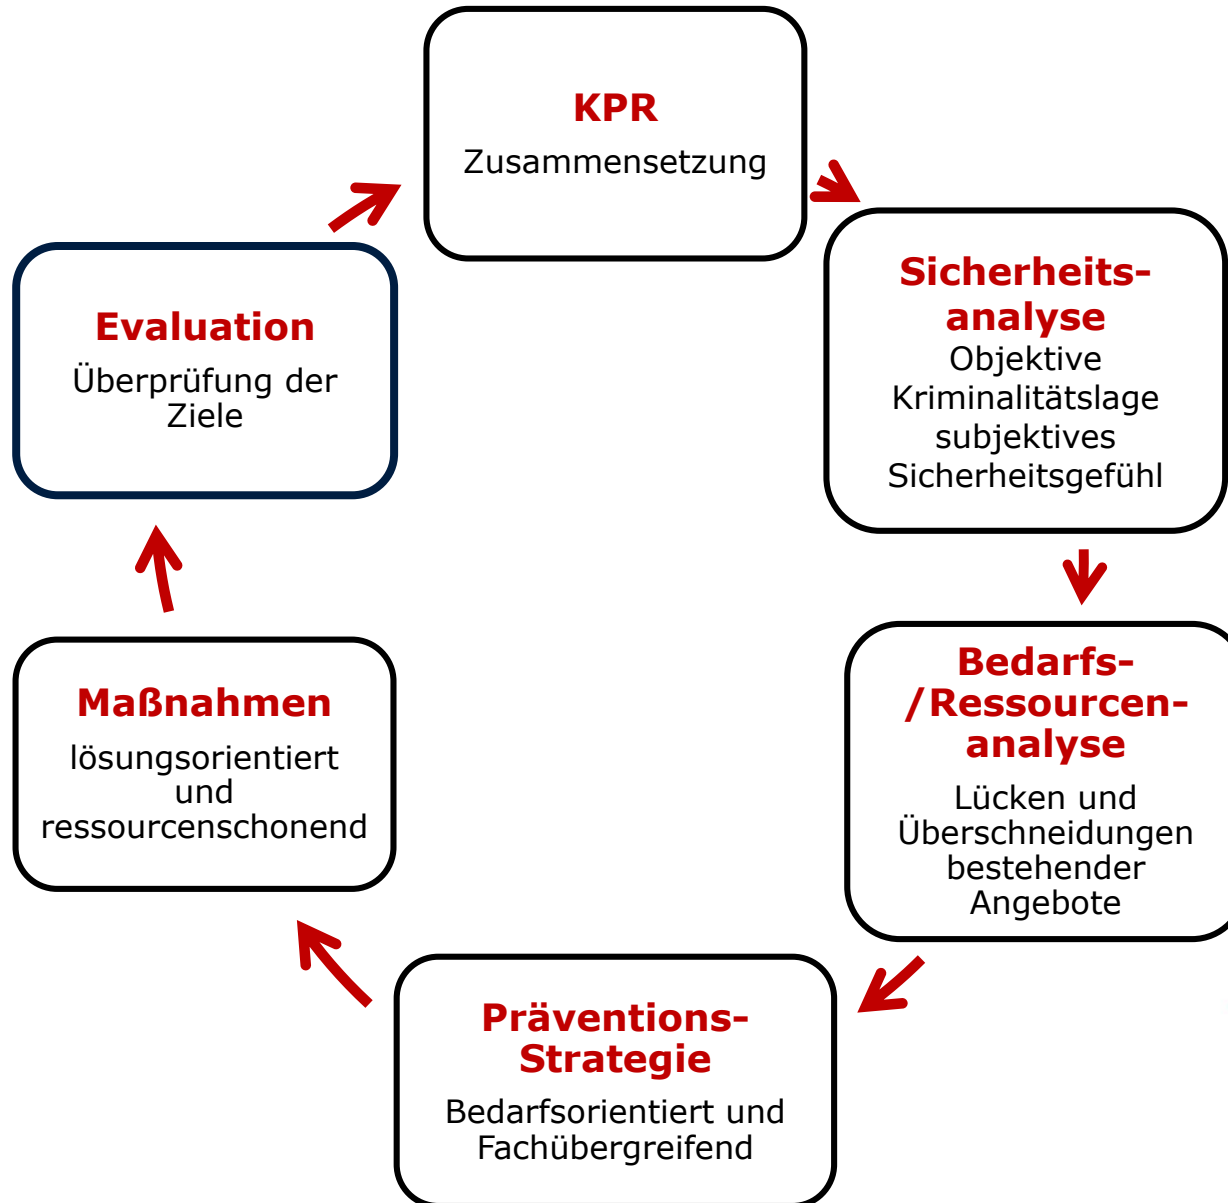 KPR
Zusammensetzung
Sicherheits-
analyse
Objektive
Kriminalitätslage
subjektives
Sicherheitsgefühl
Bedarfs-
/Ressourcen-
analyse
Lücken und
Überschneidungen
bestehender
Angebote
Präventions-
Strategie
Bedarfsorientiert und
Fachübergreifend
Maßnahmen
lösungsorientiert
und
ressourcenschonend
Evaluation
Überprüfung der
Ziele